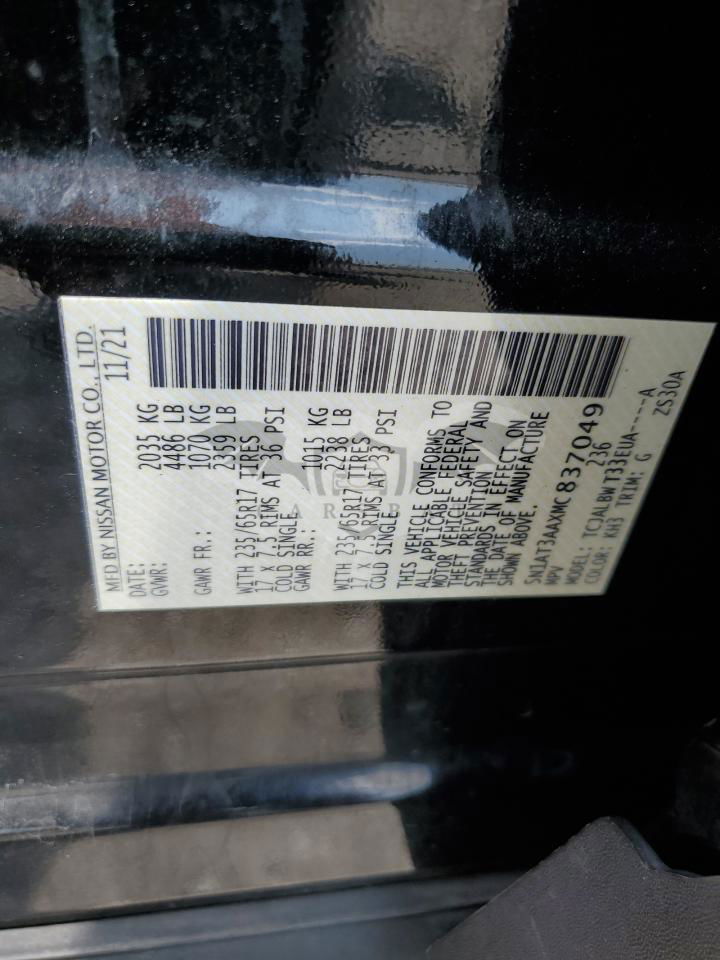 MFD BY NISSAN MOTOR CO., LTD.
DATE: 11/21
GVWR: 2035 KG
4486 LB
GAWR FR.: 1070 KG
2359 LB
WITH 235/65R17 TIRES
17 X 7.5 RIMS AT 36 PSI
COLD SINGLE
GAWR RR.: 1015 KG
2238 LB
WITH 235/65R17 TIRES
17 X 7.5 RIMS AT 33 PSI
COLD SINGLE
THIS VEHICLE CONFORMS TO
ALL APPLICABLE FEDERAL
MOTOR VEHICLE SAFETY AND
THEFT PREVENTION
STANDARDS IN EFFECT ON
THE DATE OF MANUFACTURE
SHOWN ABOVE.
5N1AT3AAXMC837049
MPV 236
MODEL: TCJALBWT33EUA----A
COLOR: KH3 TRIM: G ZS30A